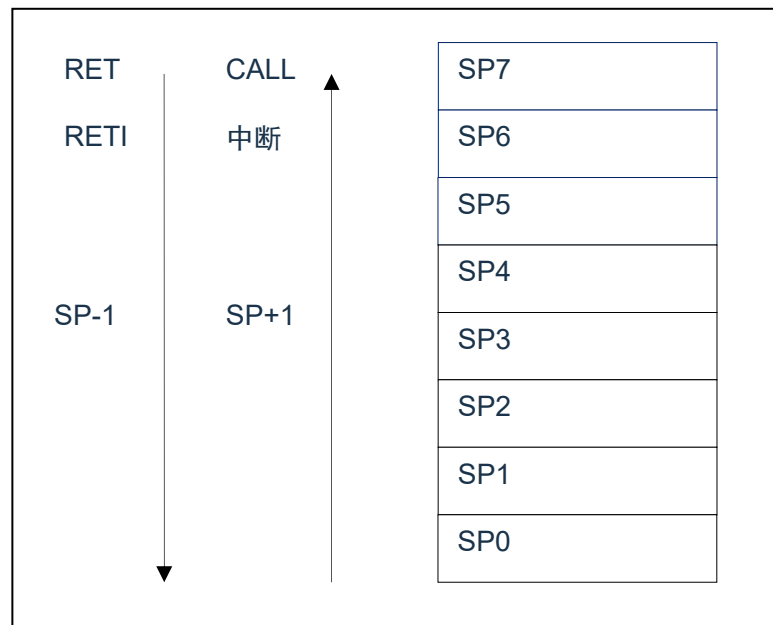 RET CALL SP7
RETI 中断 SP6
SP5
SP4
SP-1 SP+1
SP3
SP2
SP1
SP0